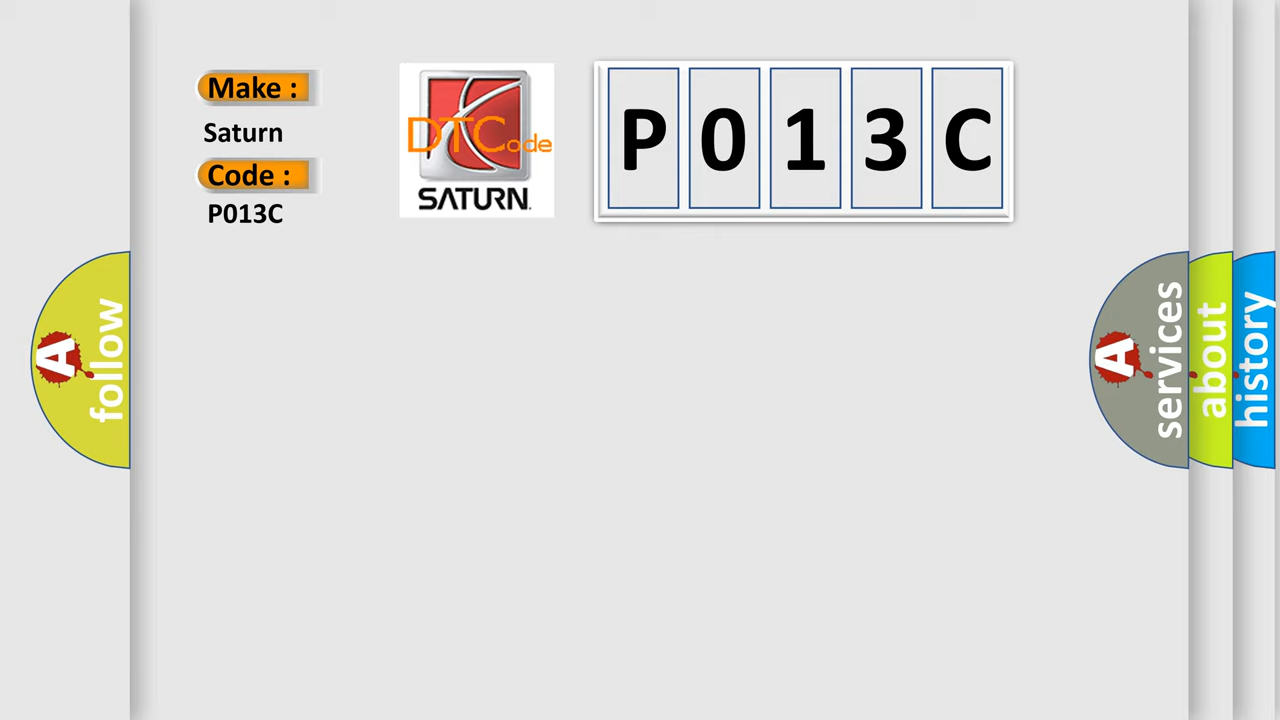 Make :
Saturn
Code :
P013C
DTCode
SATURN
P 0 1 3 C
A follow
A services
about
history